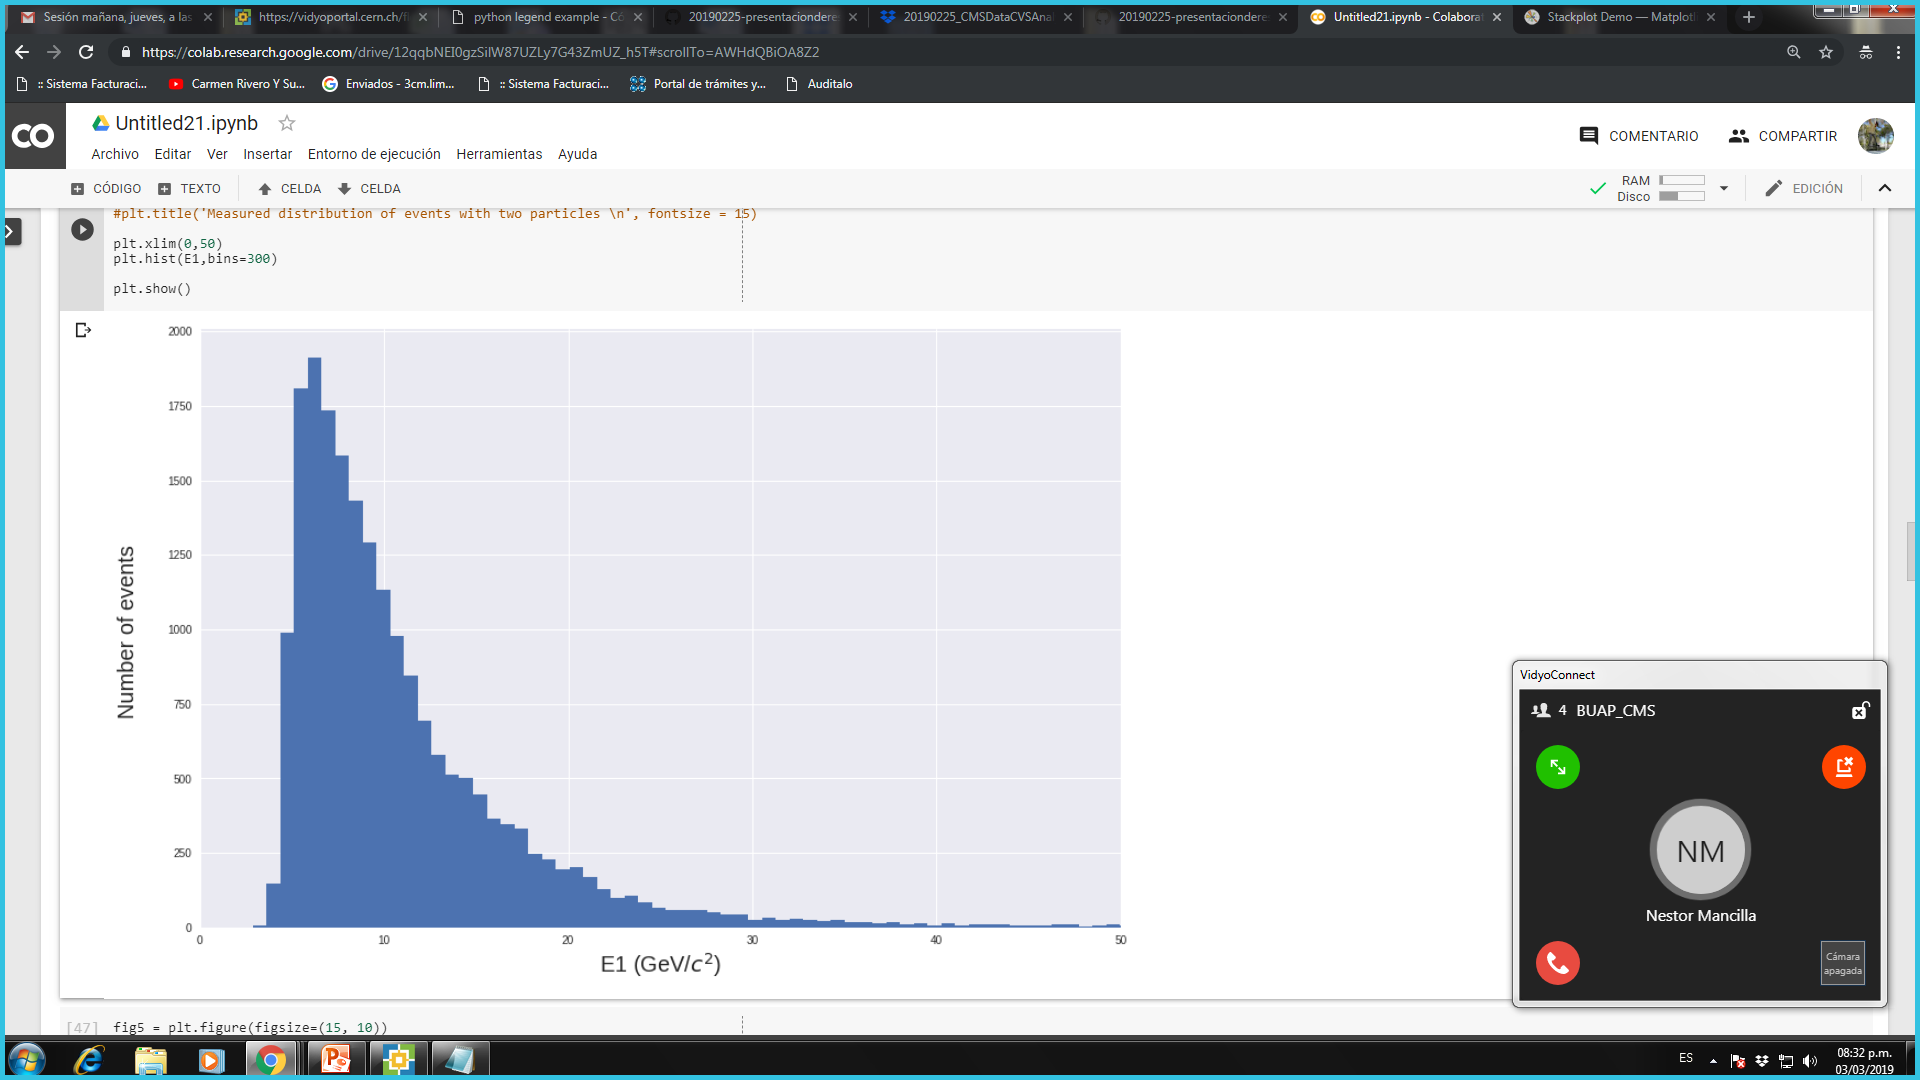 Sesión mañana, jueves, a las
https://vidyoportal.cern.ch/fl
python legend example - Có
20190225-presentaciondere
20190225_CMSDataCVSAnal
20190225-presentaciondere
Untitled21.ipynb - Colabora
Stackplot Demo — Matplotl
https://colab.research.google.com/drive/12qqbNEI0gzSilW87UZLy7G43ZmUZ_h5T#scrollTo=AWHdQBiOA8Z2
:: Sistema Facturaci...
Carmen Rivero Y Su...
Enviados - 3cm.lim...
:: Sistema Facturaci...
Portal de trámites y...
Auditalo
CO
Untitled21.ipynb
COMENTARIO
COMPARTIR
Archivo Editar Ver Insertar Entorno de ejecución Herramientas Ayuda
CÓDIGO TEXTO CELDA CELDA
RAM
Disco
EDICIÓN
#plt.title('Measured distribution of events with two particles \n', fontsize = 15)
plt.xlim(0,50)
plt.hist(E1,bins=300)
plt.show()
2000
1750
1500
1250
1000
750
500
250
0
Number of events
0 10 20 30 40 50
E1 (GeV/c²)
VidyoConnect
4 BUAP_CMS
NM
Nestor Mancilla
Cámara
apagada
[47] fig5 = plt.figure(figsize=(15, 10))
ES
08:32 p.m.
03/03/2019